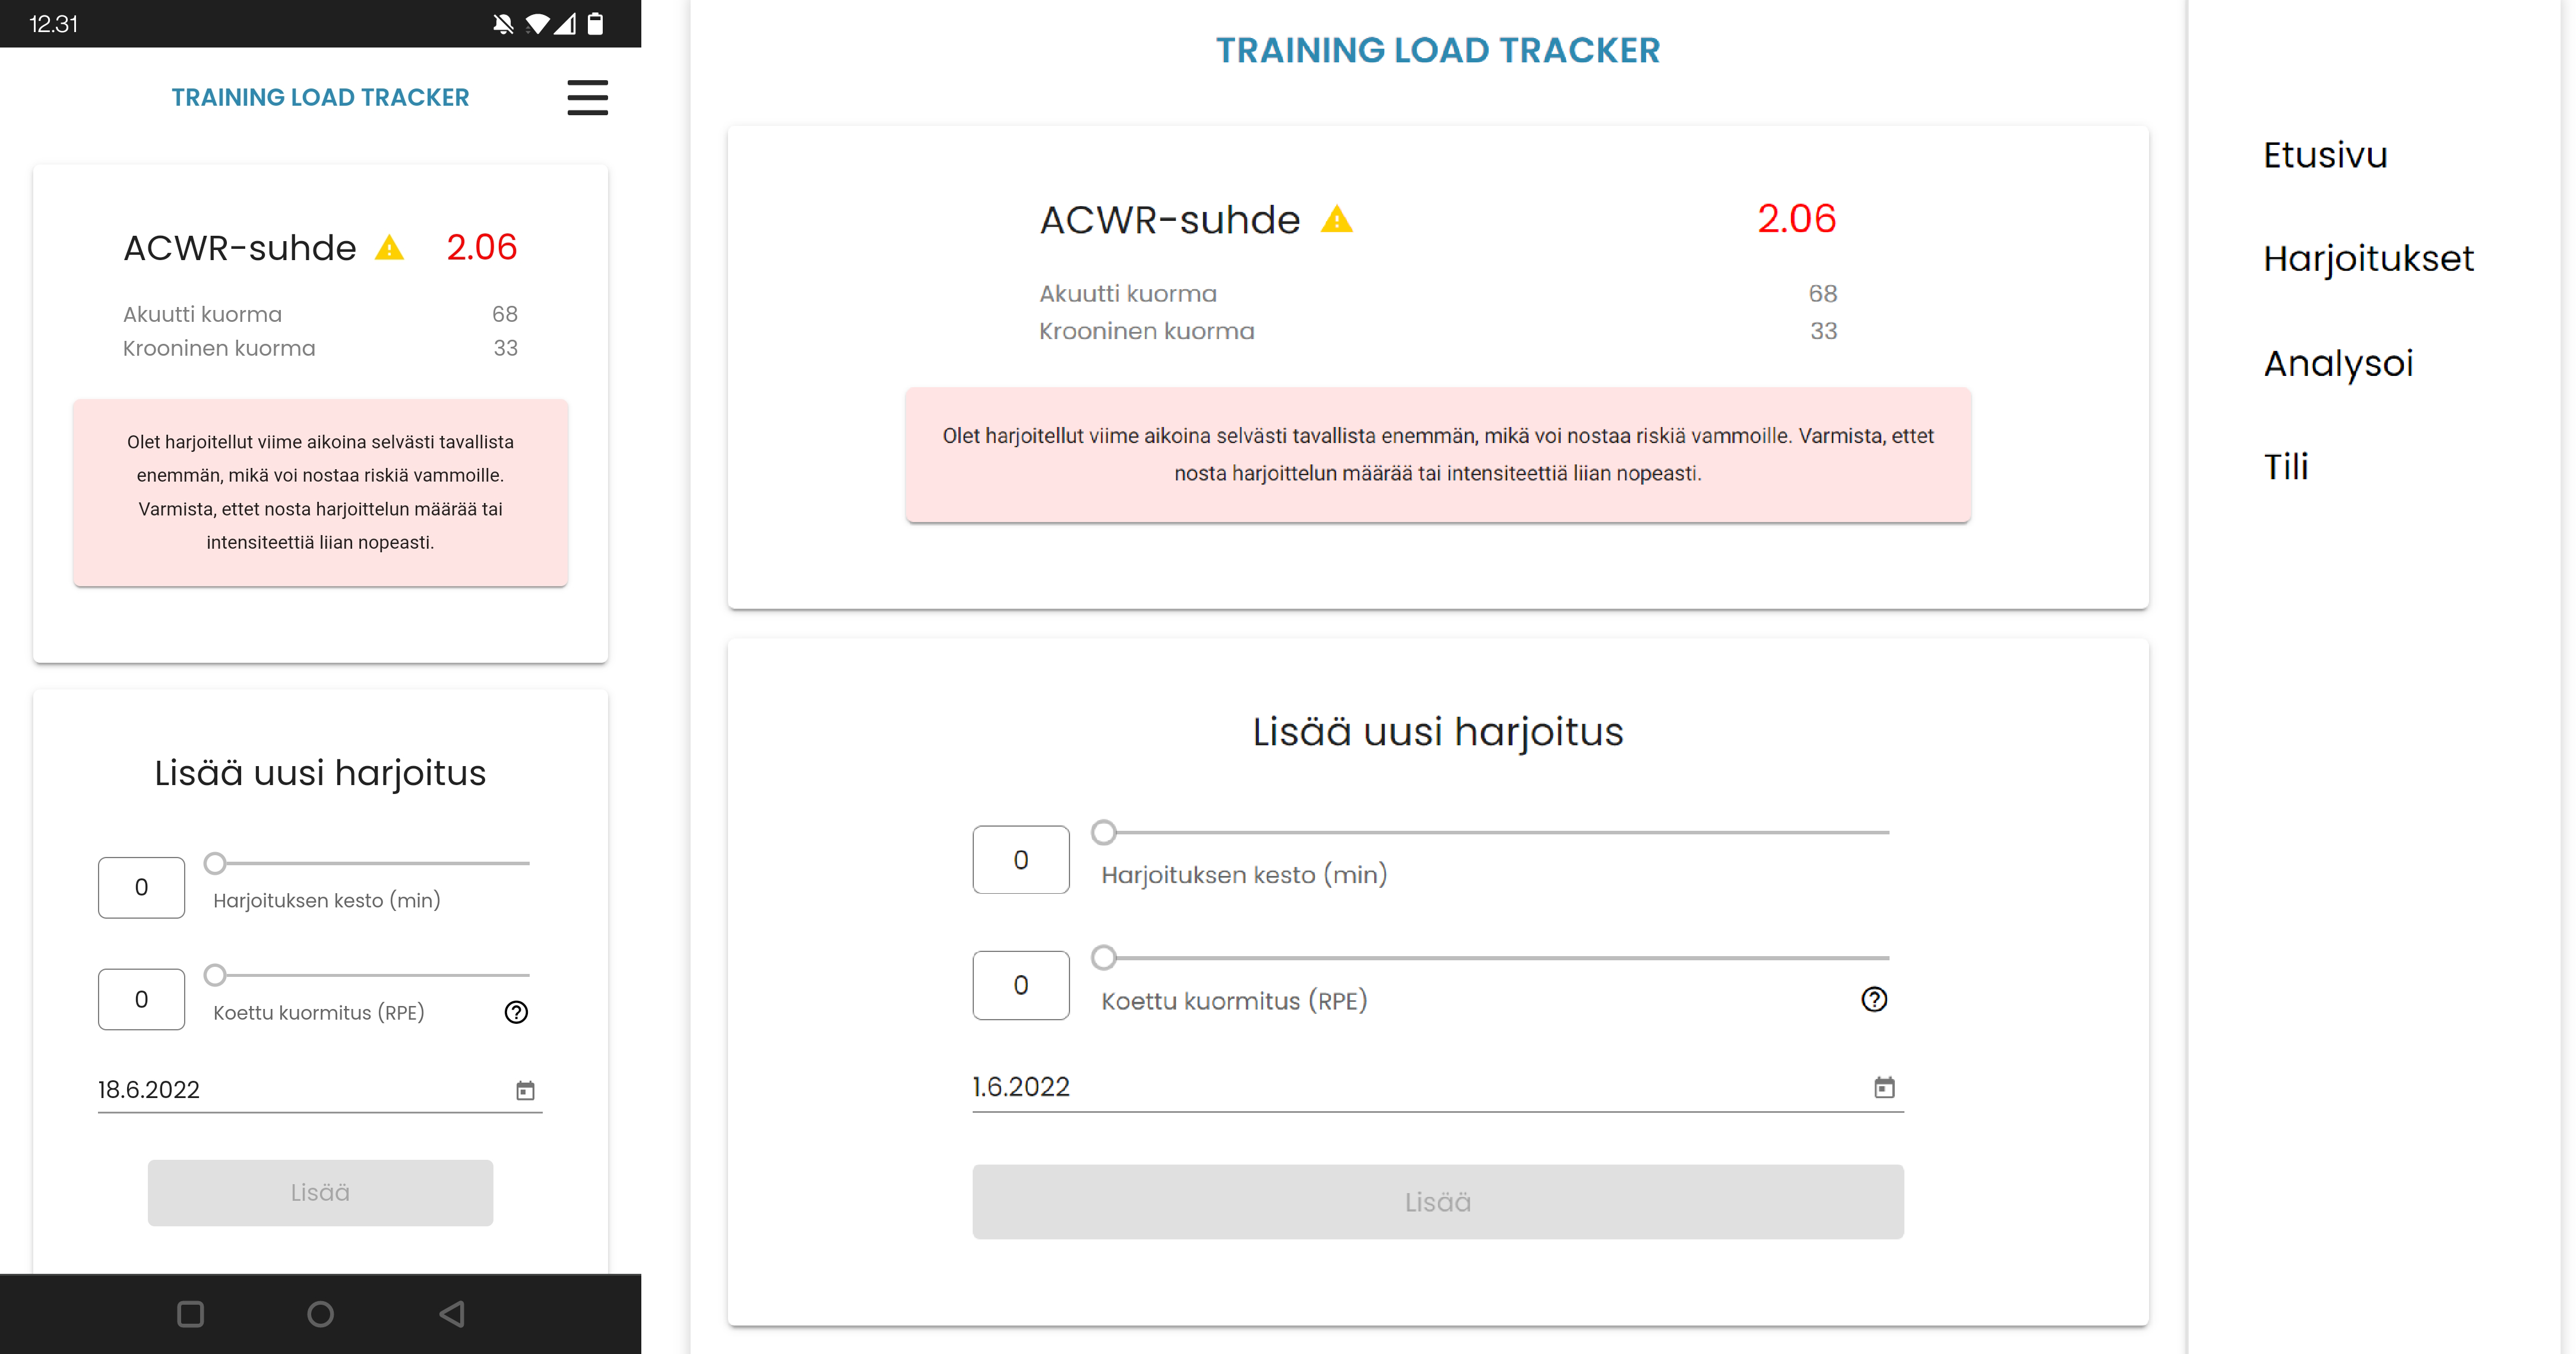 12.31
TRAINING LOAD TRACKER
ACWR-suhde 2.06
Akuutti kuorma 68
Krooninen kuorma 33
Olet harjoitellut viime aikoina selvästi tavallista
enemmän, mikä voi nostaa riskiä vammoille.
Varmista, ettet nosta harjoittelun määrää tai
intensiteettiä liian nopeasti.
Lisää uusi harjoitus
0
Harjoituksen kesto (min)
0
Koettu kuormitus (RPE)
18.6.2022
Lisää
TRAINING LOAD TRACKER
ACWR-suhde 2.06
Akuutti kuorma 68
Krooninen kuorma 33
Olet harjoitellut viime aikoina selvästi tavallista enemmän, mikä voi nostaa riskiä vammoille. Varmista, ettet
nosta harjoittelun määrää tai intensiteettiä liian nopeasti.
Lisää uusi harjoitus
0
Harjoituksen kesto (min)
0
Koettu kuormitus (RPE)
1.6.2022
Lisää
Etusivu
Harjoitukset
Analysoi
Tili